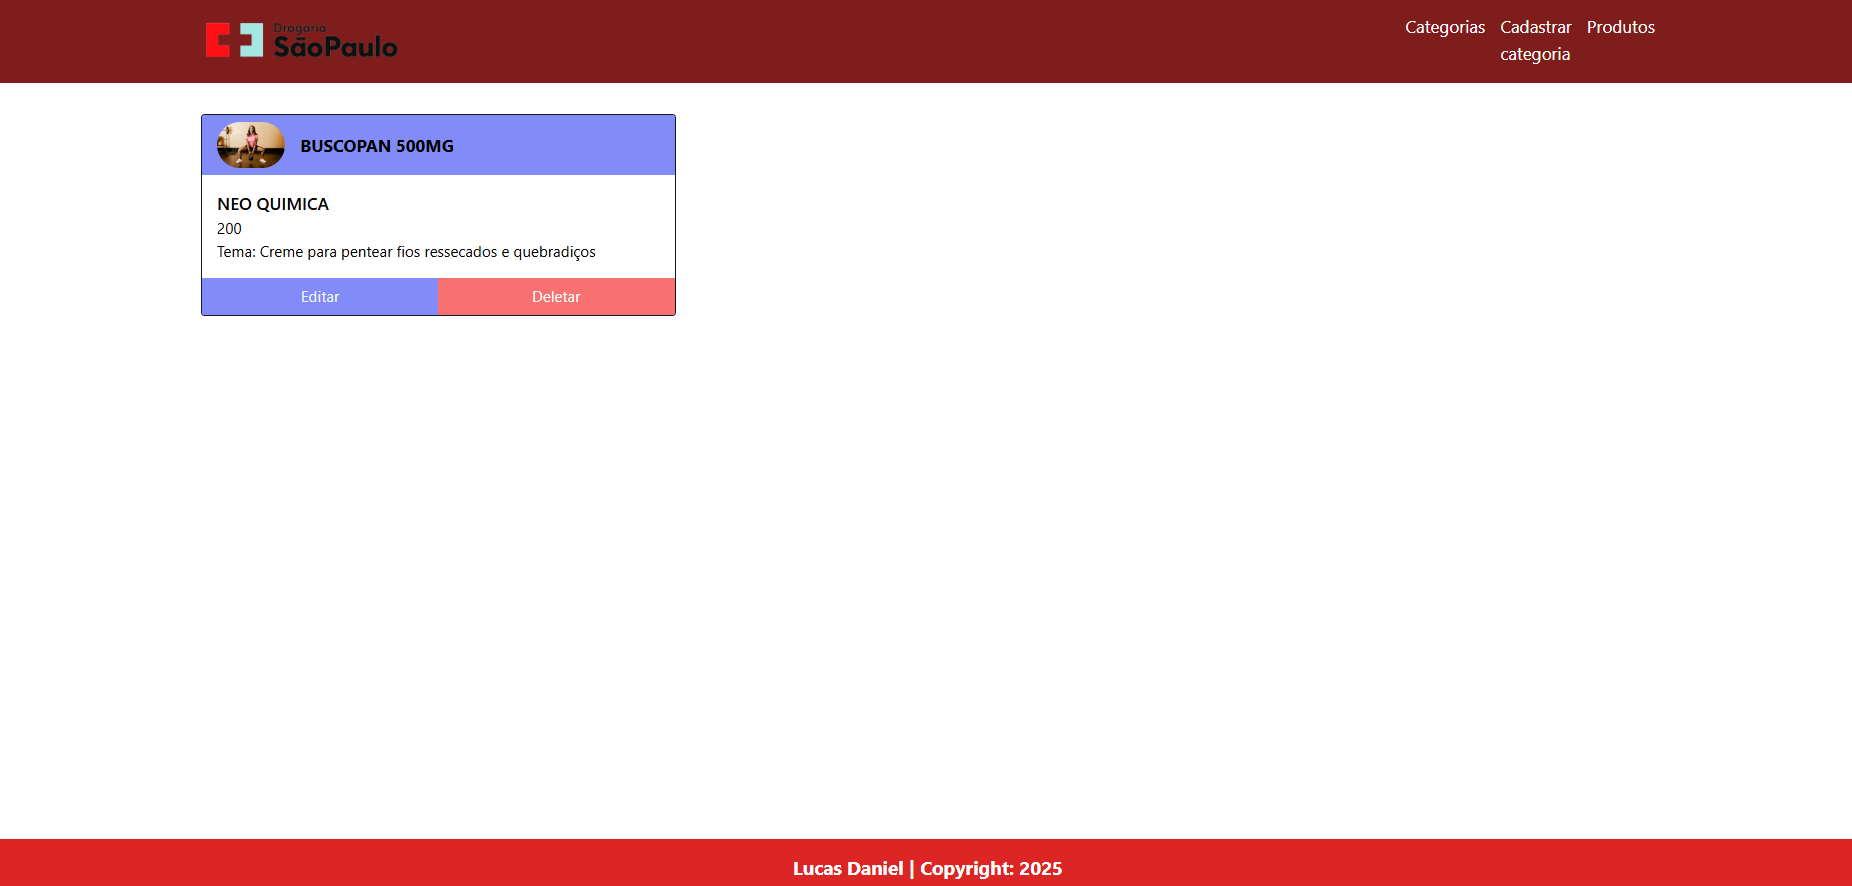 Drogaria
SãoPaulo
Categorias
Cadastrar
categoria
Produtos
BUSCOPAN 500MG
NEO QUIMICA
200
Tema: Creme para pentear fios ressecados e quebradiços
Editar
Deletar
Lucas Daniel | Copyright: 2025